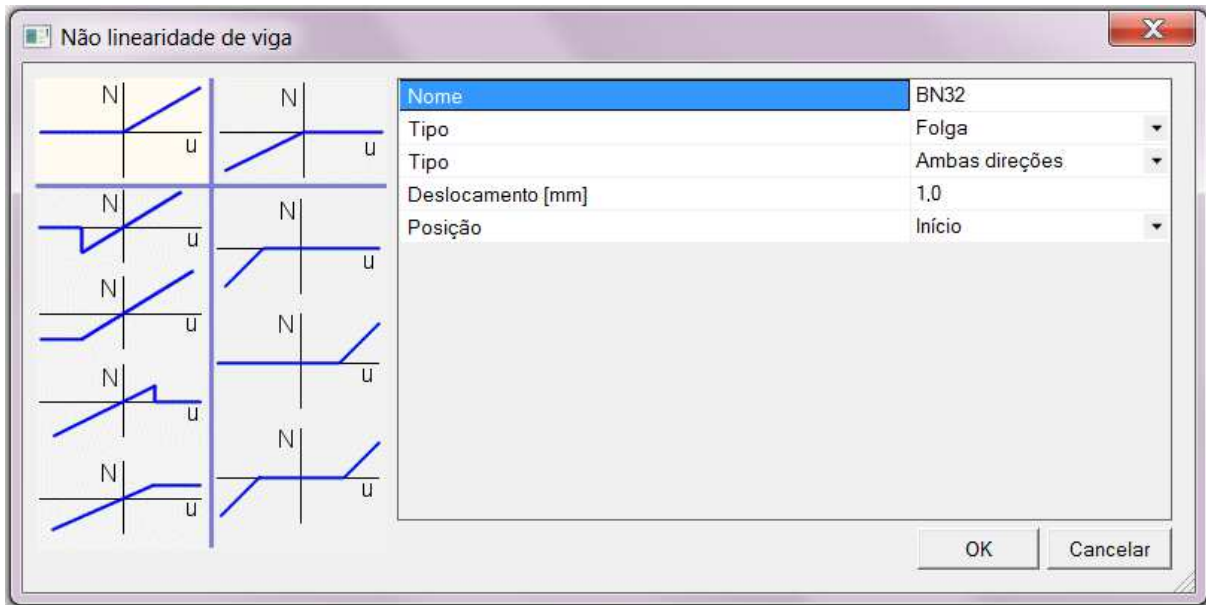 Não linearidade de viga
N
u
N
u
N
u
N
u
N
u
N
u
N
u
N
u
N
u
Nome BN32
Tipo Folga
Tipo Ambas direções
Deslocamento [mm] 1,0
Posição Início
OK Cancelar